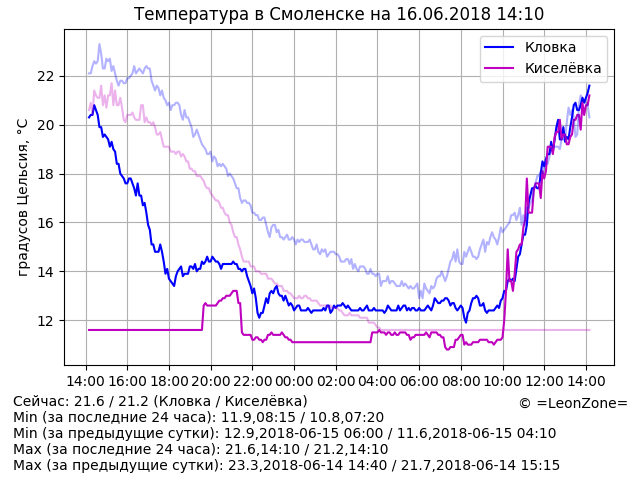 Температура в Смоленске на 16.06.2018 14:10
Кловка
Киселёвка
градусов Цельсия, °C
22
20
18
16
14
12
14:00 16:00 18:00 20:00 22:00 00:00 02:00 04:00 06:00 08:00 10:00 12:00 14:00
Сейчас: 21.6 / 21.2 (Кловка / Киселёвка)
© =LeonZone=
Min (за последние 24 часа): 11.9,08:15 / 10.8,07:20
Min (за предыдущие сутки): 12.9,2018-06-15 06:00 / 11.6,2018-06-15 04:10
Max (за последние 24 часа): 21.6,14:10 / 21.2,14:10
Max (за предыдущие сутки): 23.3,2018-06-14 14:40 / 21.7,2018-06-14 15:15